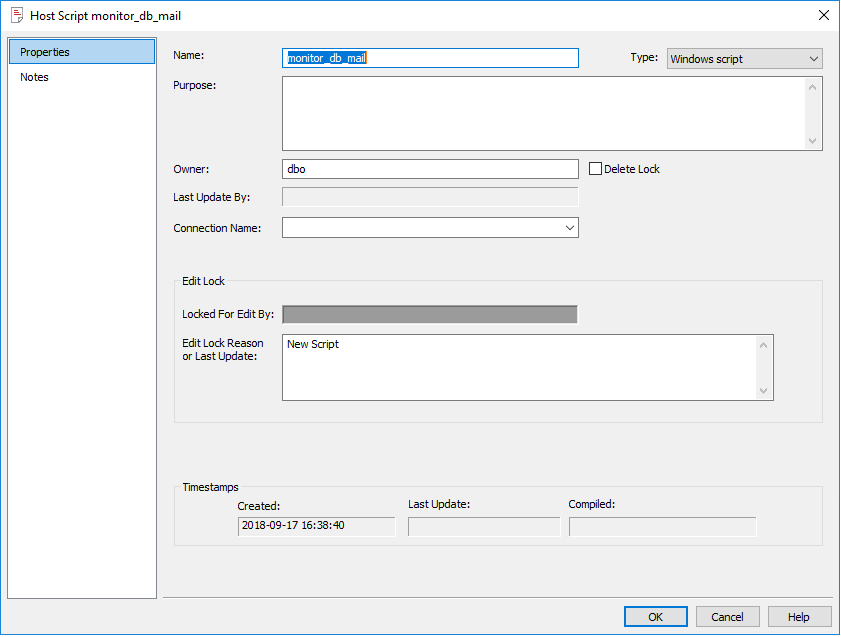 Host Script monitor_db_mail
Properties
Notes
Name:
monitor_db_mail
Type:
Windows script
Purpose:
Owner:
dbo
Delete Lock
Last Update By:
Connection Name:
Edit Lock
Locked For Edit By:
Edit Lock Reason
or Last Update:
New Script
Timestamps
Created:
Last Update:
Compiled:
2018-09-17 16:38:40
OK
Cancel
Help